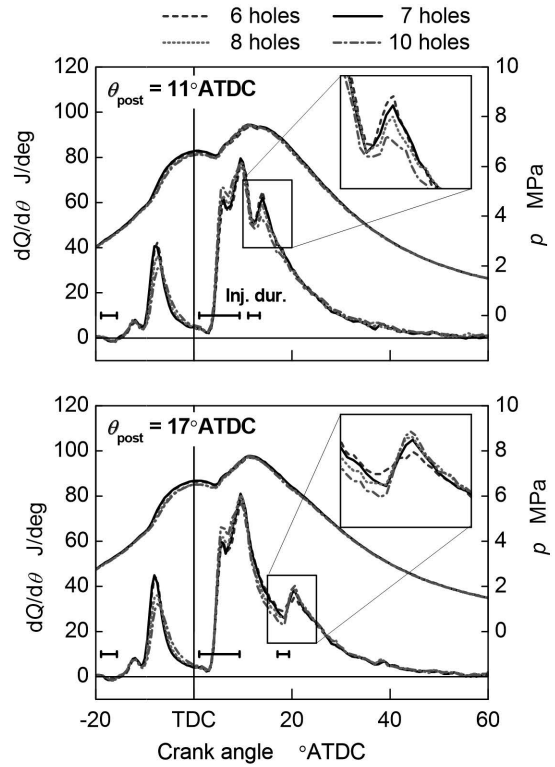 6 holes 7 holes
8 holes 10 holes
θpost = 11°ATDC
120
100
80
60
40
20
0
dQ/dθ J/deg
10
8
6
4
2
0
p MPa
Inj. dur.
θpost = 17°ATDC
120
100
80
60
40
20
0
dQ/dθ J/deg
10
8
6
4
2
0
p MPa
-20 TDC 20 40 60
Crank angle °ATDC